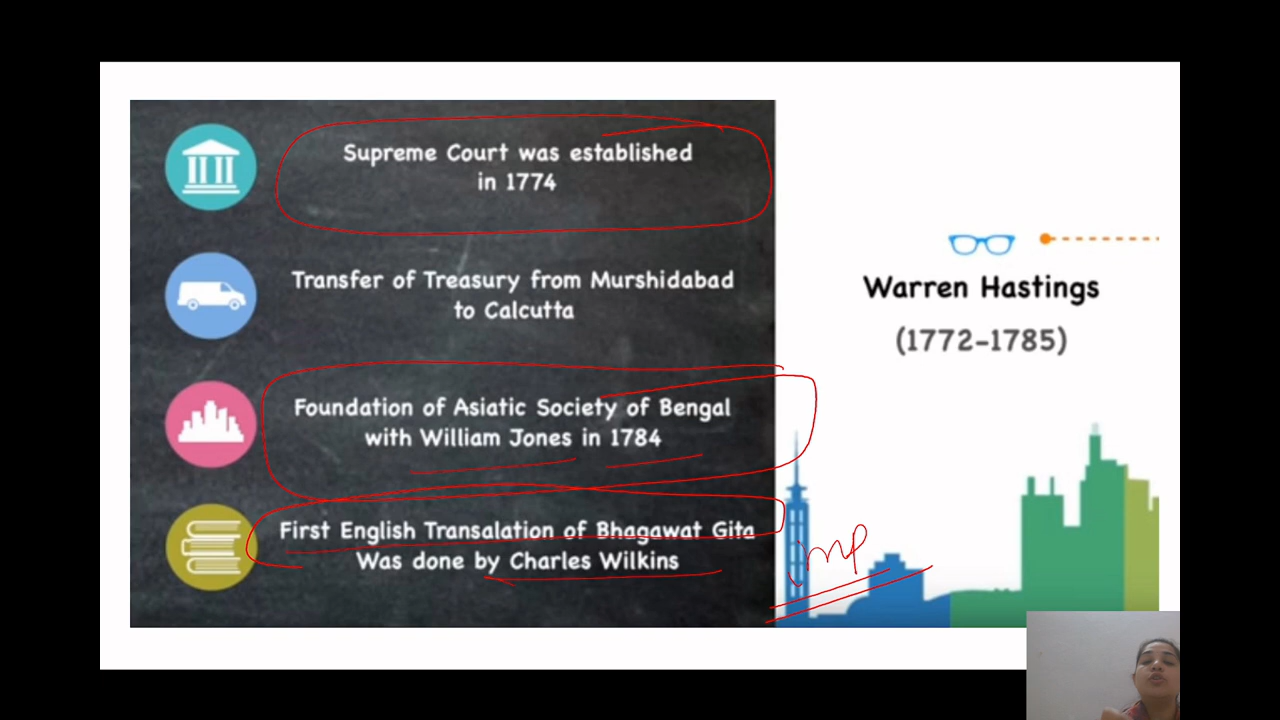 Supreme Court was established
in 1774
Transfer of Treasury from Murshidabad
to Calcutta
Foundation of Asiatic Society of Bengal
with William Jones in 1784
First English Transalation of Bhagawat Gita
Was done by Charles Wilkins
Warren Hastings
(1772-1785)
imp